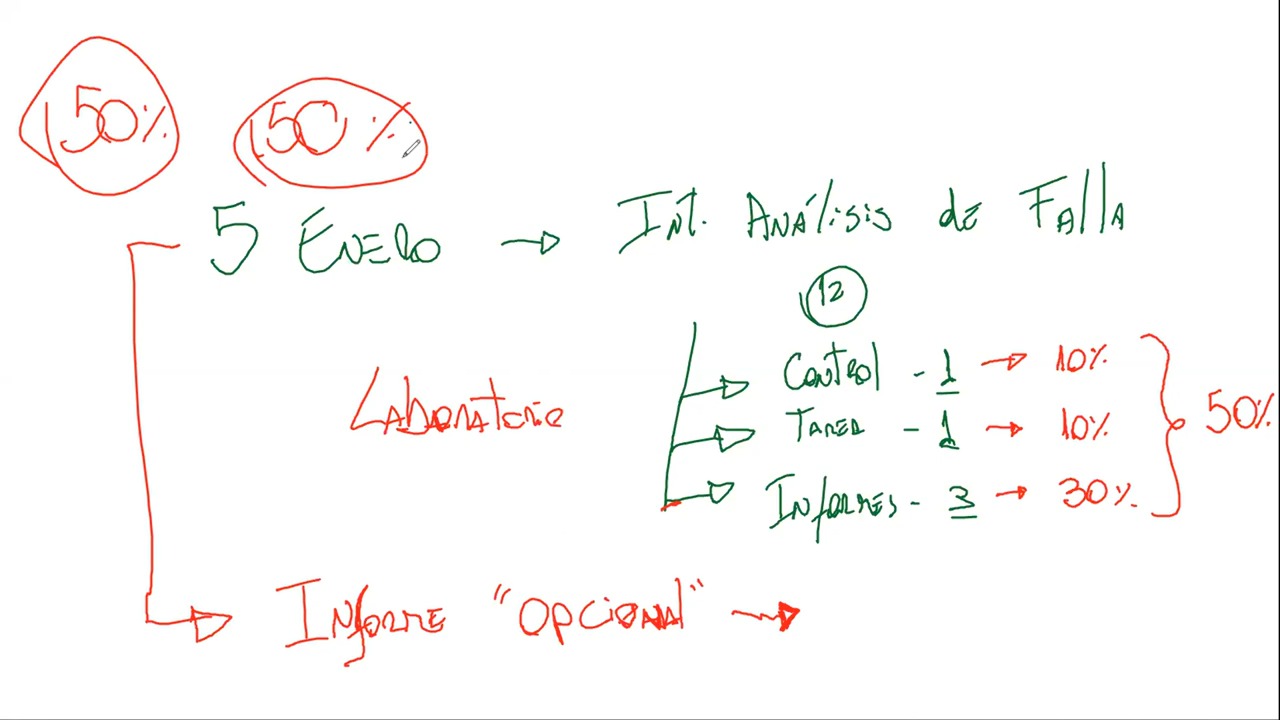 50% 50%
5 ENERO → INT. ANÁLISIS de FALLA
12
CONTROL - 1 → 10%
TAREA - 1 → 10%
INFORMES - 3 → 30%
50%
LABORATORIO
INFORME "OPCIONAL" →